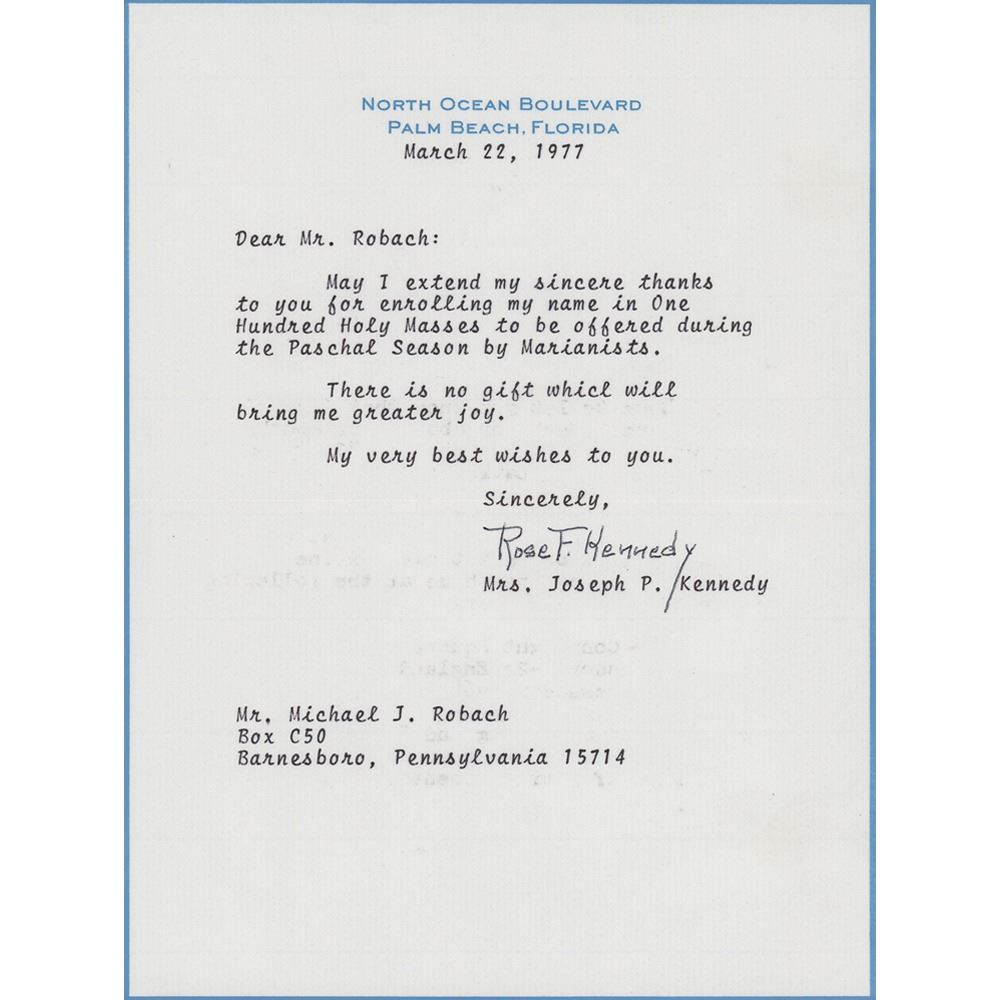 NORTH OCEAN BOULEVARD
PALM BEACH, FLORIDA
March 22, 1977
Dear Mr. Robach:
May I extend my sincere thanks
to you for enrolling my name in One
Hundred Holy Masses to be offered during
the Paschal Season by Marianists.
There is no gift whicl will
bring me greater joy.
My very best wishes to you.
Sincerely,
Rose F. Kennedy
Mrs. Joseph P. Kennedy
Mr. Michael J. Robach
Box C50
Barnesboro, Pennsylvania 15714